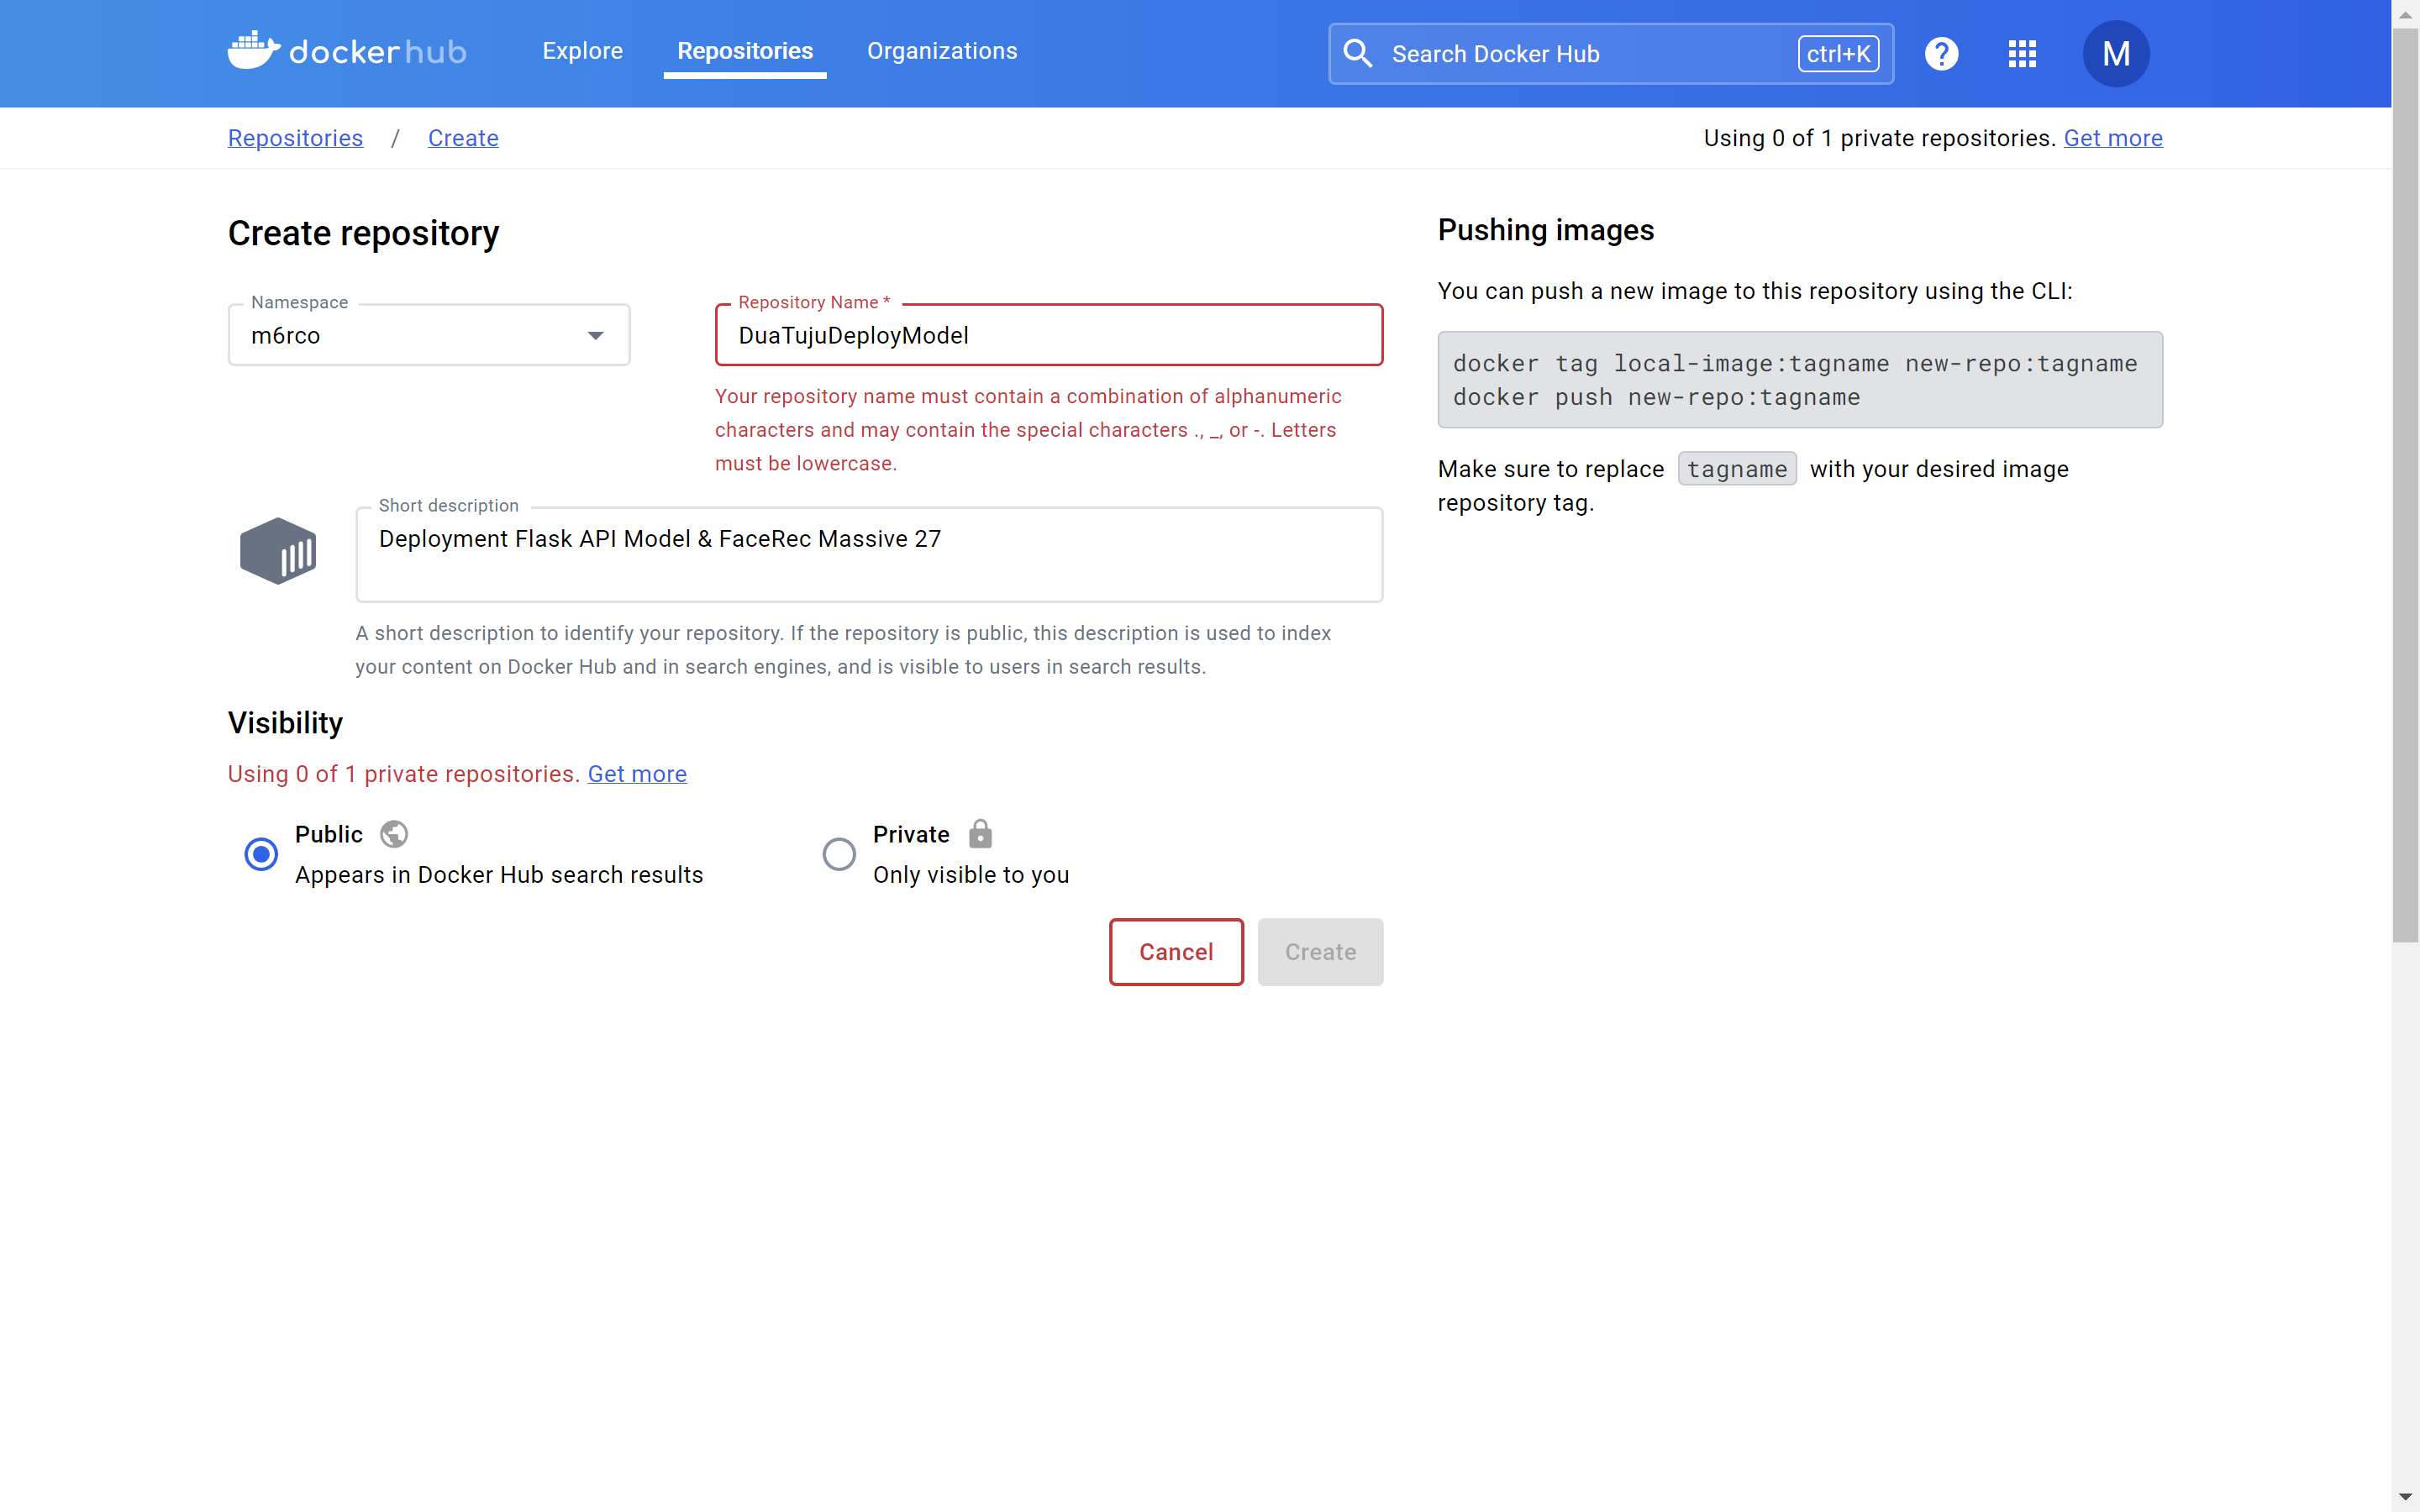 dockerhub
Explore
Repositories
Organizations
Search Docker Hub
ctrl+K
?
M
Repositories / Create
Using 0 of 1 private repositories. Get more
Create repository
Namespace
m6rco
Repository Name *
DuaTujuDeployModel
Your repository name must contain a combination of alphanumeric
characters and may contain the special characters ., _, or -. Letters
must be lowercase.
Short description
Deployment Flask API Model & FaceRec Massive 27
A short description to identify your repository. If the repository is public, this description is used to index
your content on Docker Hub and in search engines, and is visible to users in search results.
Visibility
Using 0 of 1 private repositories. Get more
Public
Appears in Docker Hub search results
Private
Only visible to you
Cancel
Create
Pushing images
You can push a new image to this repository using the CLI:
docker tag local-image:tagname new-repo:tagname
docker push new-repo:tagname
Make sure to replace tagname with your desired image
repository tag.